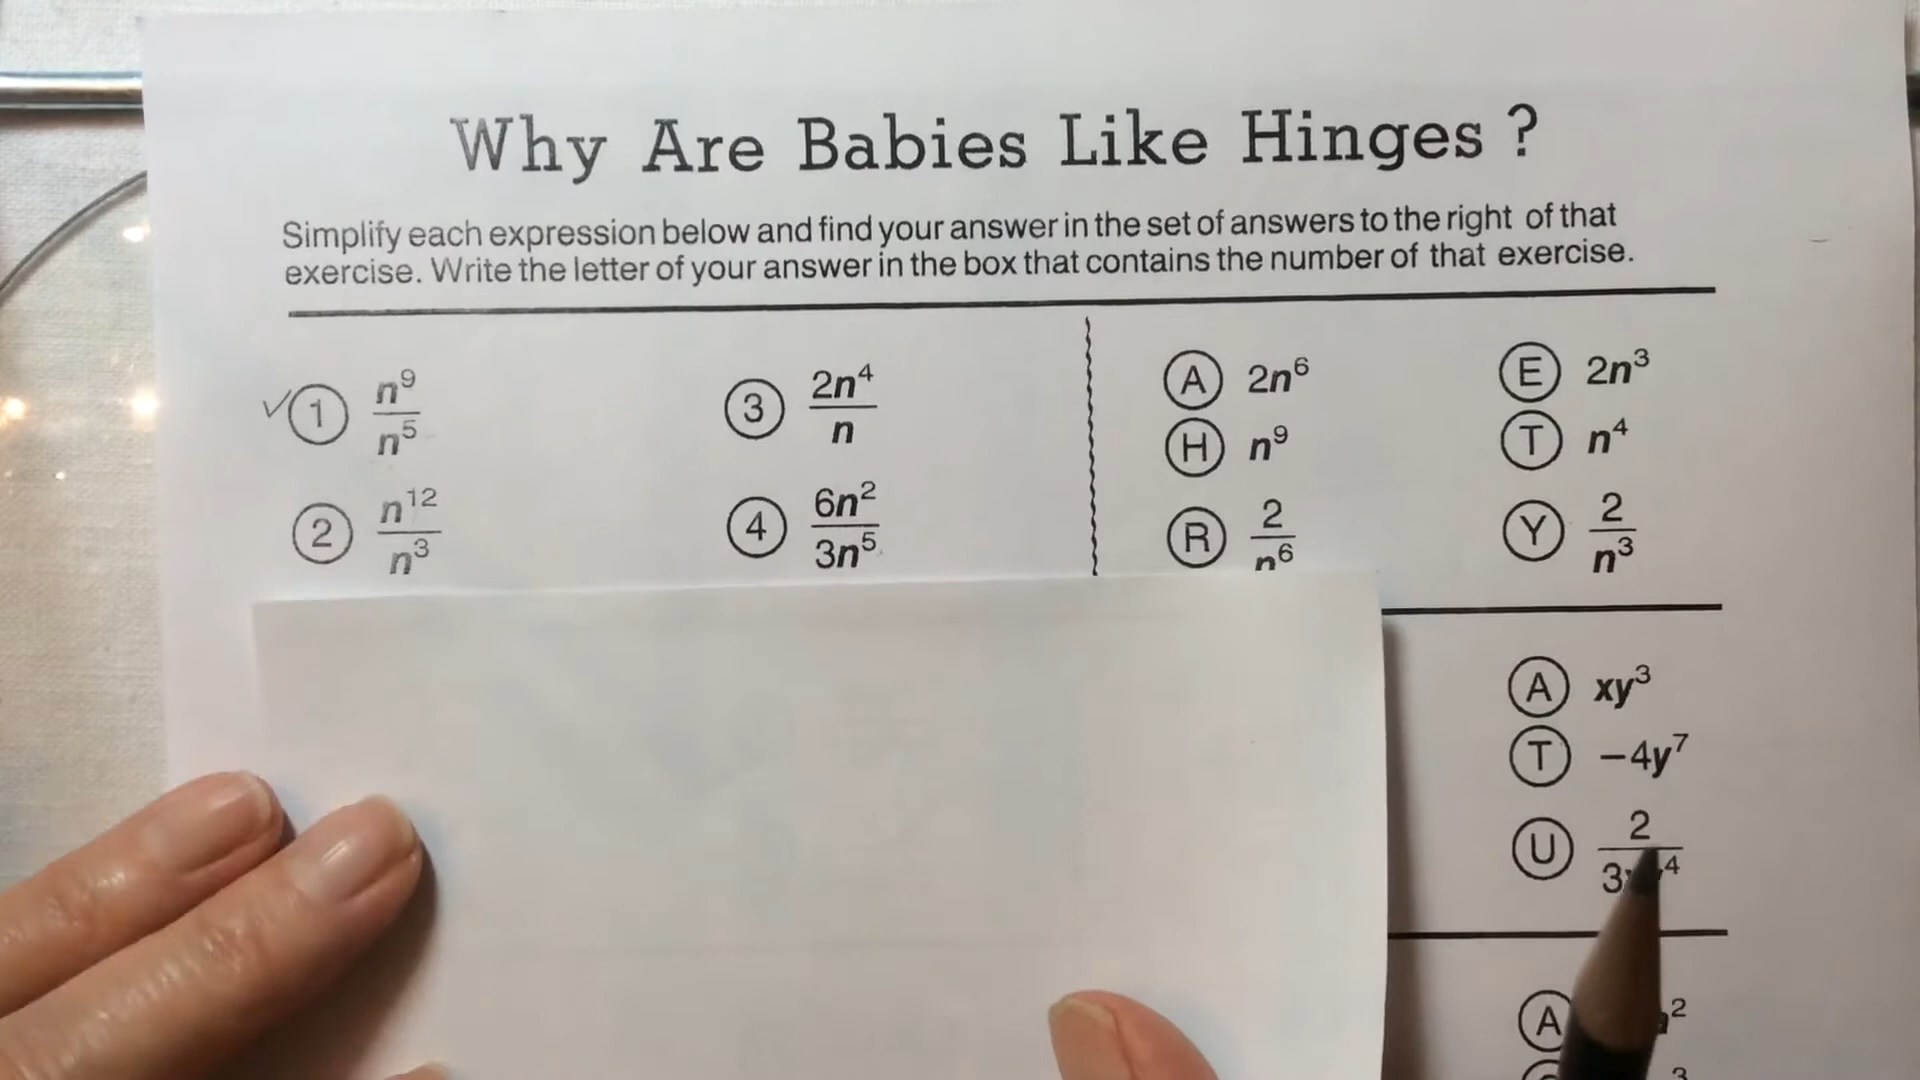 Why Are Babies Like Hinges ?
Simplify each expression below and find your answer in the set of answers to the right of that
exercise. Write the letter of your answer in the box that contains the number of that exercise.
✓ ① n⁹/n⁵
③ 2n⁴/n
Ⓐ 2n⁶
Ⓔ 2n³
Ⓗ n⁹
Ⓣ n⁴
② n¹²/n³
④ 6n²/3n⁵
Ⓡ 2/n⁶
Ⓨ 2/n³
Ⓐ xy³
Ⓣ −4y⁷
Ⓤ 2
Ⓐ